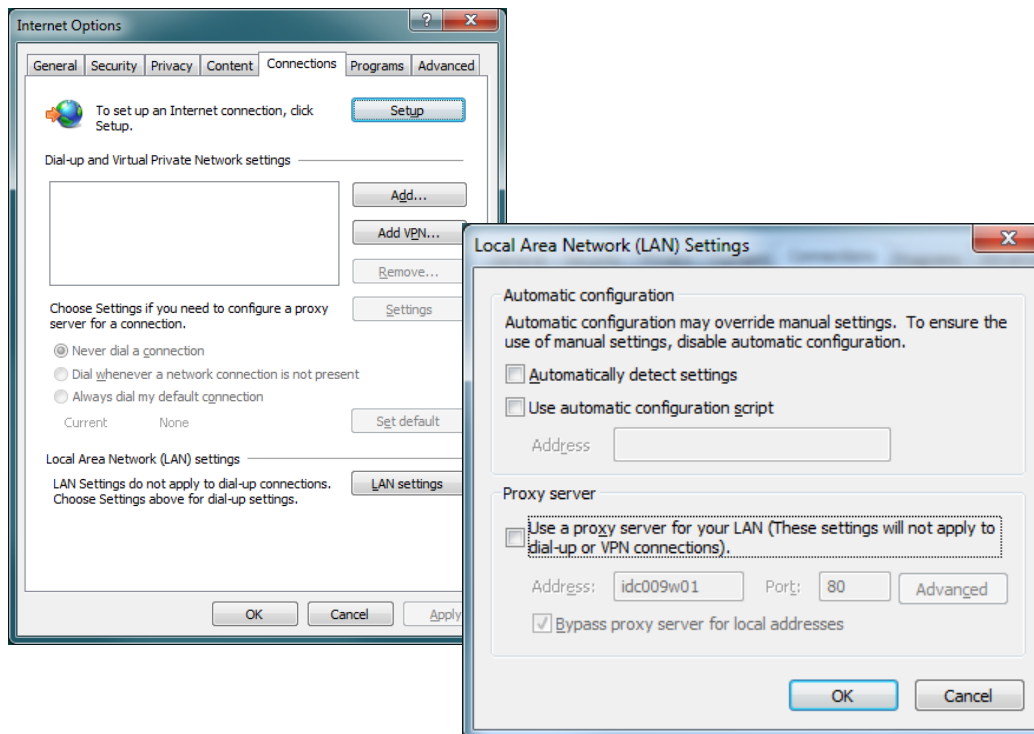 Internet Options
?
General Security Privacy Content Connections Programs Advanced
To set up an Internet connection, click
Setup.
Setup
Dial-up and Virtual Private Network settings
Add...
Add VPN...
Remove...
Choose Settings if you need to configure a proxy
server for a connection.
Settings
Never dial a connection
Dial whenever a network connection is not present
Always dial my default connection
Current None
Set default
Local Area Network (LAN) settings
LAN Settings do not apply to dial-up connections.
Choose Settings above for dial-up settings.
LAN settings
OK Cancel Apply
Local Area Network (LAN) Settings
Automatic configuration
Automatic configuration may override manual settings. To ensure the
use of manual settings, disable automatic configuration.
Automatically detect settings
Use automatic configuration script
Address
Proxy server
Use a proxy server for your LAN (These settings will not apply to
dial-up or VPN connections).
Address: idc009w01 Port: 80 Advanced
Bypass proxy server for local addresses
OK Cancel